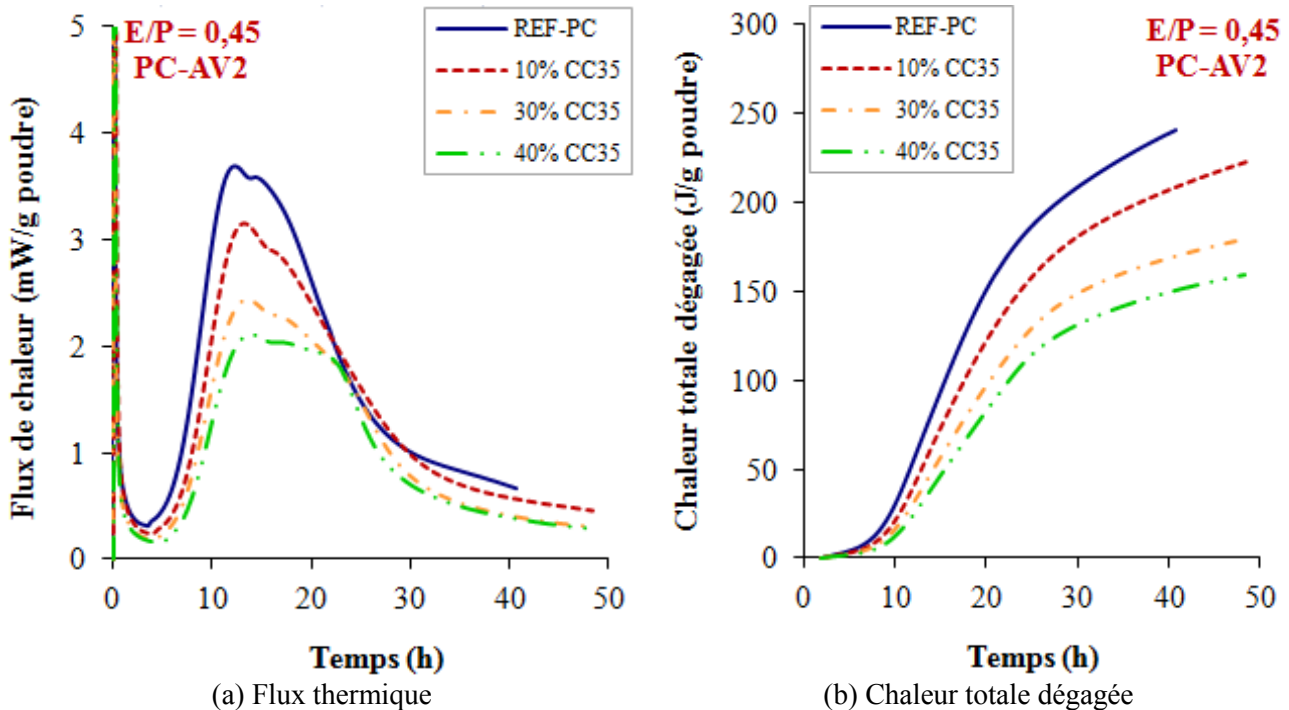 E/P = 0,45
PC-AV2
REF-PC
10% CC35
30% CC35
40% CC35
Flux de chaleur (mW/g poudre)
5
4
3
2
1
0
0 10 20 30 40 50
Temps (h)
(a) Flux thermique
E/P = 0,45
PC-AV2
REF-PC
10% CC35
30% CC35
40% CC35
Chaleur totale dégagée (J/g poudre)
300
250
200
150
100
50
0
0 10 20 30 40 50
Temps (h)
(b) Chaleur totale dégagée